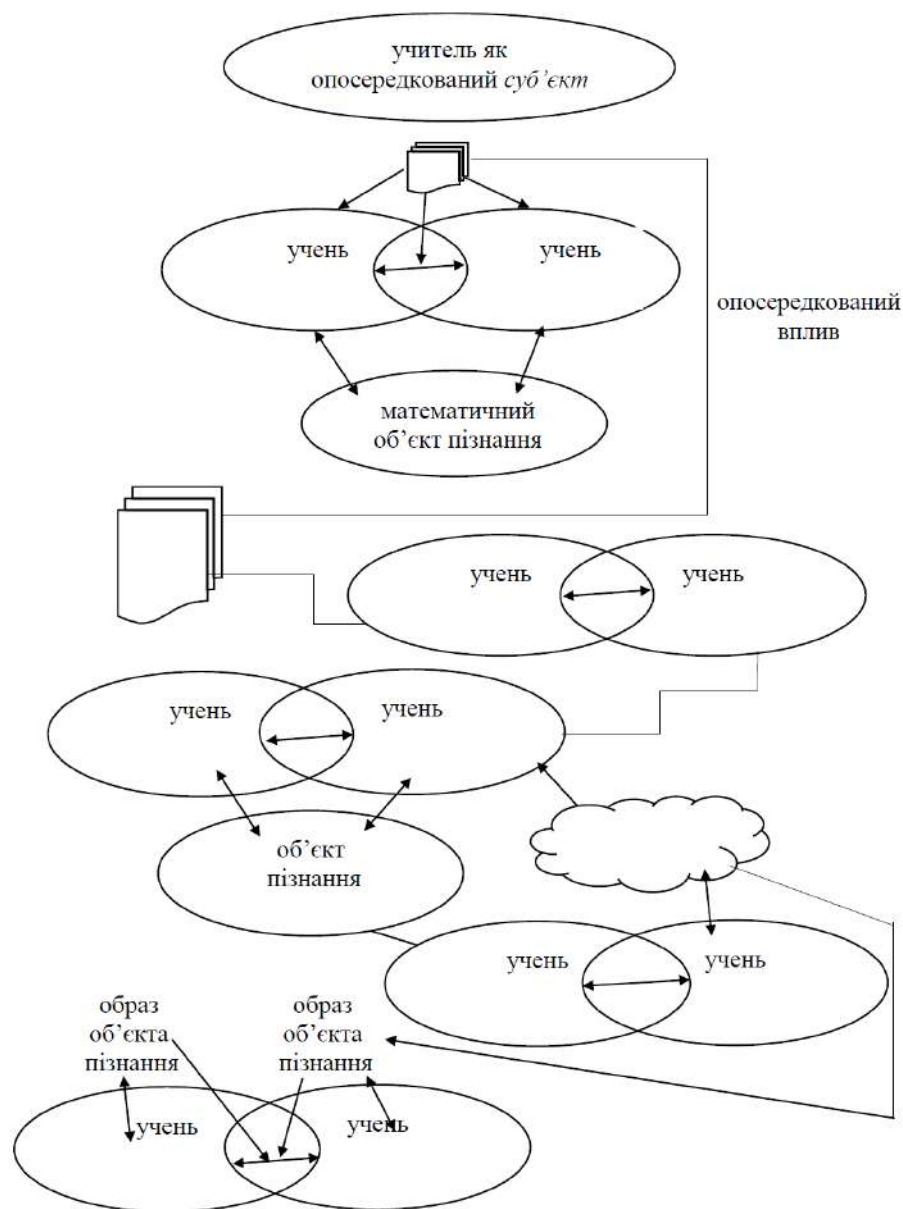 учитель як
опосередкований суб’єкт
учень
учень
опосередкований
вплив
математичний
об’єкт пізнання
учень
учень
учень
учень
об’єкт
пізнання
учень
учень
образ
об’єкта
пізнання
образ
об’єкта
пізнання
учень
учень